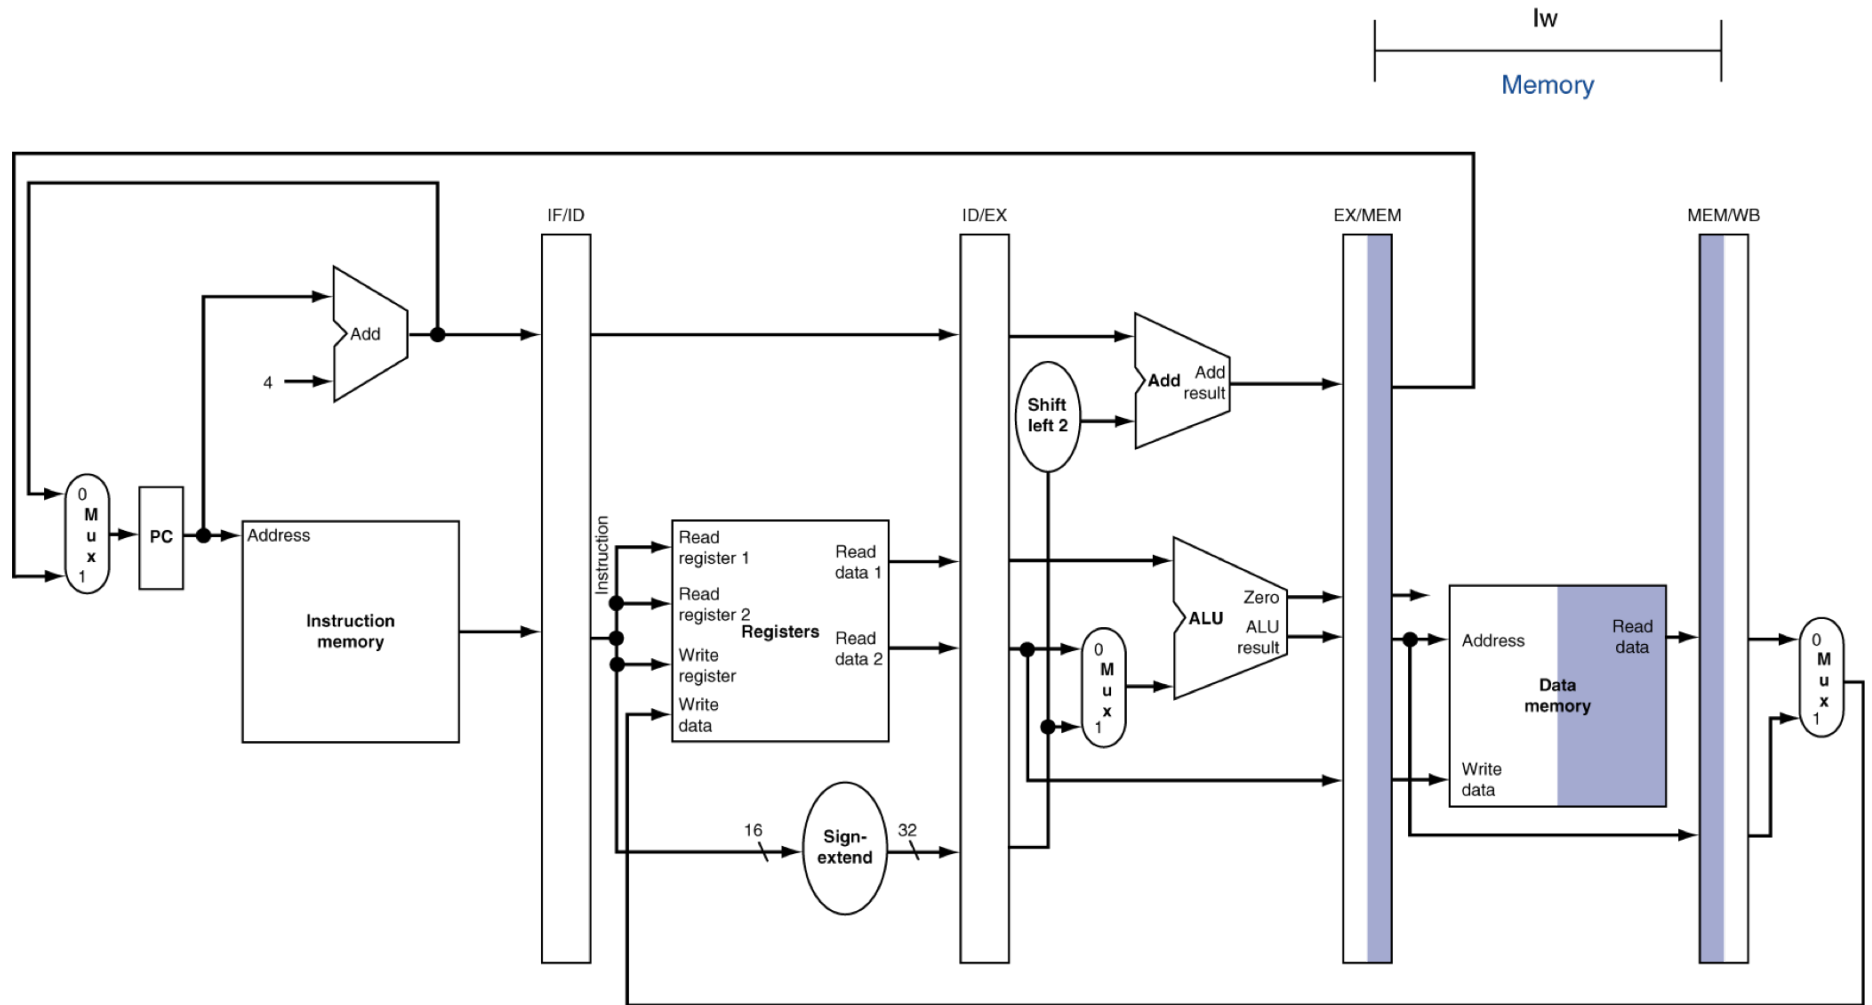 lw
Memory
IF/ID
ID/EX
EX/MEM
MEM/WB
Add
4
Add
Add
result
Shift
left 2
0
M
u
x
1
PC
Address
Instruction
memory
Instruction
Read
register 1
Read
register 2
Write
register
Write
data
Registers
Read
data 1
Read
data 2
16
Sign-
extend
32
0
M
u
x
1
ALU
Zero
ALU
result
Address
Read
data
Data
memory
Write
data
0
M
u
x
1